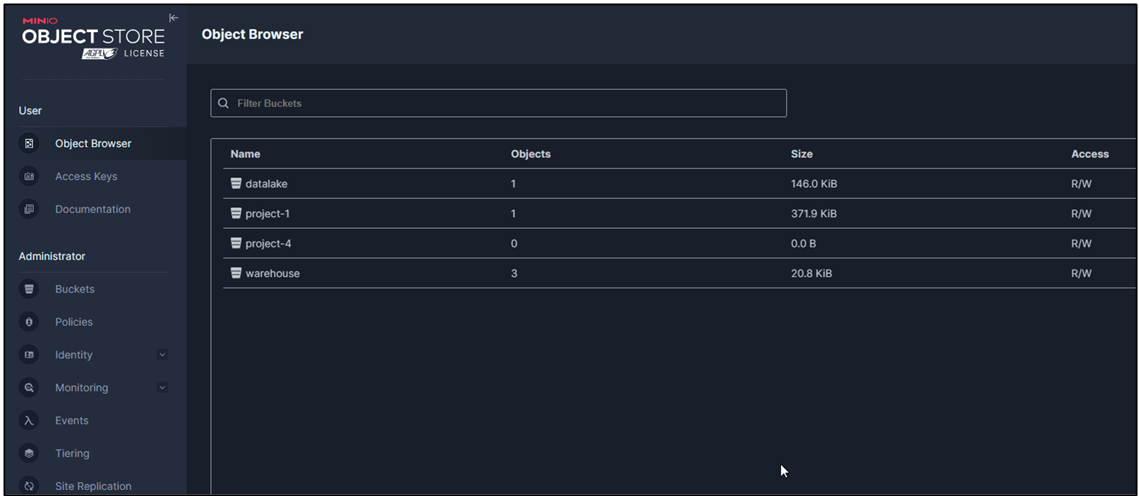 MINIO
OBJECT STORE
AGPLv3 LICENSE
User
Object Browser
Access Keys
Documentation
Administrator
Buckets
Policies
Identity
Monitoring
Events
Tiering
Site Replication
Object Browser
Filter Buckets
Name Objects Size Access
datalake 1 146.0 KiB R/W
project-1 1 371.9 KiB R/W
project-4 0 0.0 B R/W
warehouse 3 20.8 KiB R/W